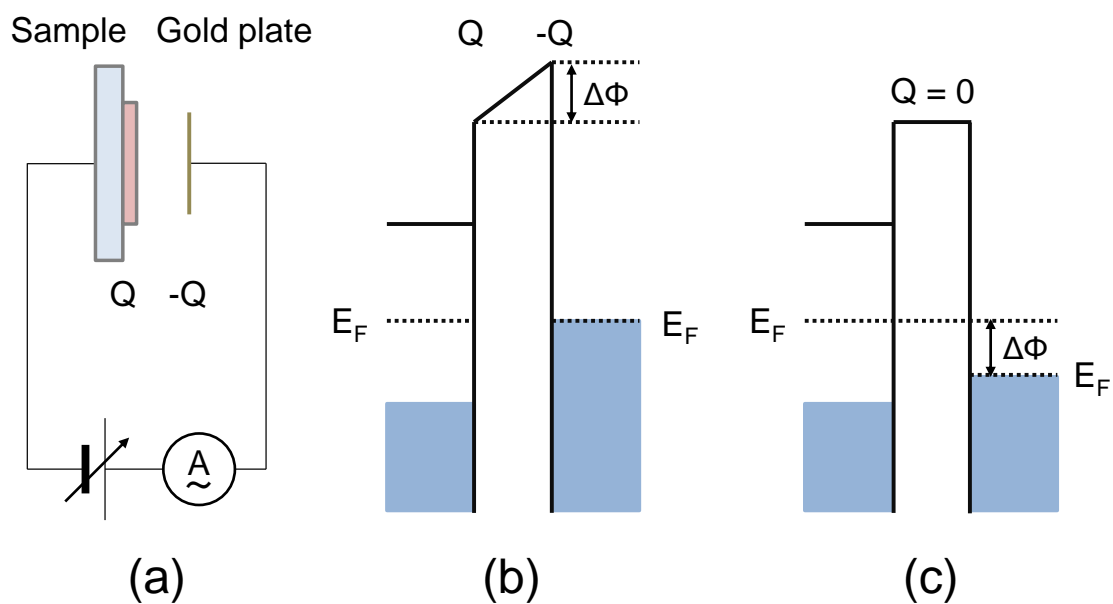 Sample Gold plate
Q -Q
A
~
(a)
Q -Q
ΔΦ
E_F E_F
(b)
Q = 0
E_F ΔΦ
E_F
(c)